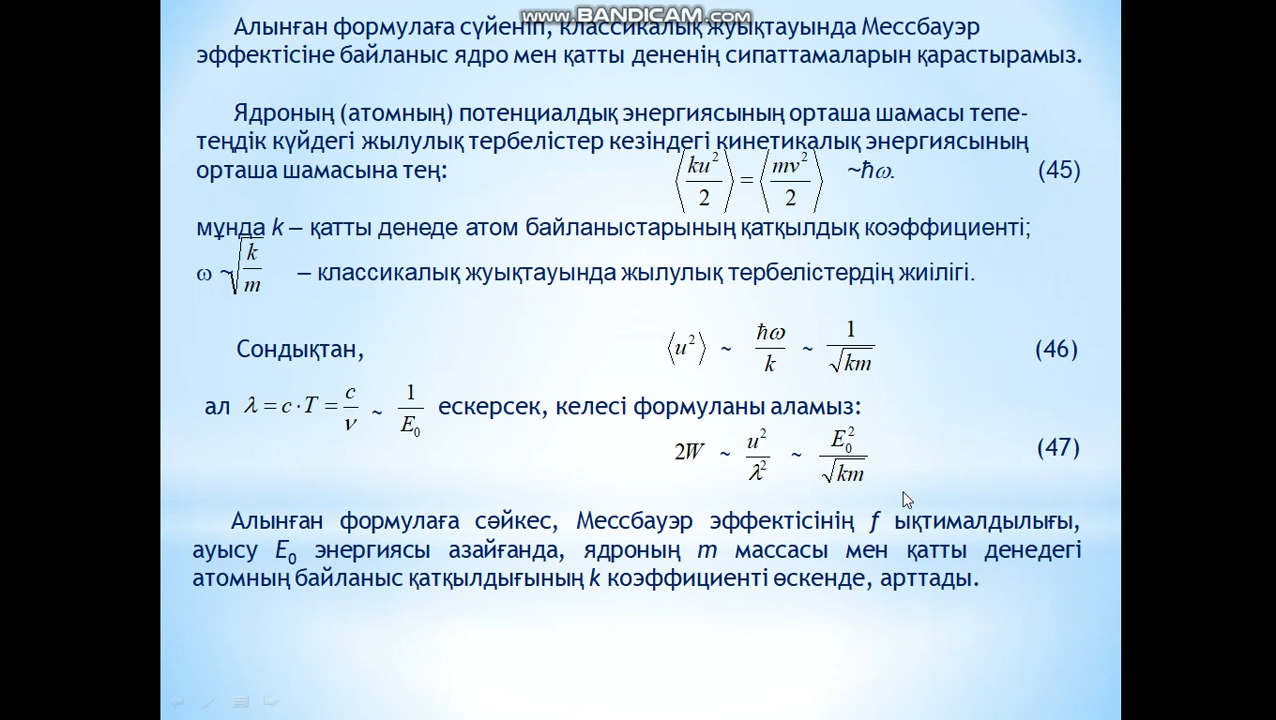 www.BANDICAM.com
Алынған формулаға сүйеніп, классикалық жуықтауында Мессбауэр
эффектісіне байланыс ядро мен қатты дененің сипаттамаларын қарастырамыз.
Ядроның (атомның) потенциалдық энергиясының орташа шамасы тепе-
теңдік күйдегі жылулық тербелістер кезіндегі кинетикалық энергиясының
орташа шамасына тең: ⟨ku²/2⟩ = ⟨mv²/2⟩ ~ħω. (45)
мұнда k – қатты денеде атом байланыстарының қатқылдық коэффициенті;
ω ~√(k/m) – классикалық жуықтауында жылулық тербелістердің жиілігі.
Сондықтан, ⟨u²⟩ ~ ħω/k ~ 1/√km (46)
ал λ = c·T = c/ν ~ 1/E₀ ескерсек, келесі формуланы аламыз:
2W ~ u²/λ² ~ E₀²/√km (47)
Алынған формулаға сәйкес, Мессбауэр эффектісінің f ықтималдылығы,
ауысу E₀ энергиясы азайғанда, ядроның m массасы мен қатты денедегі
атомның байланыс қатқылдығының k коэффициенті өскенде, арттады.